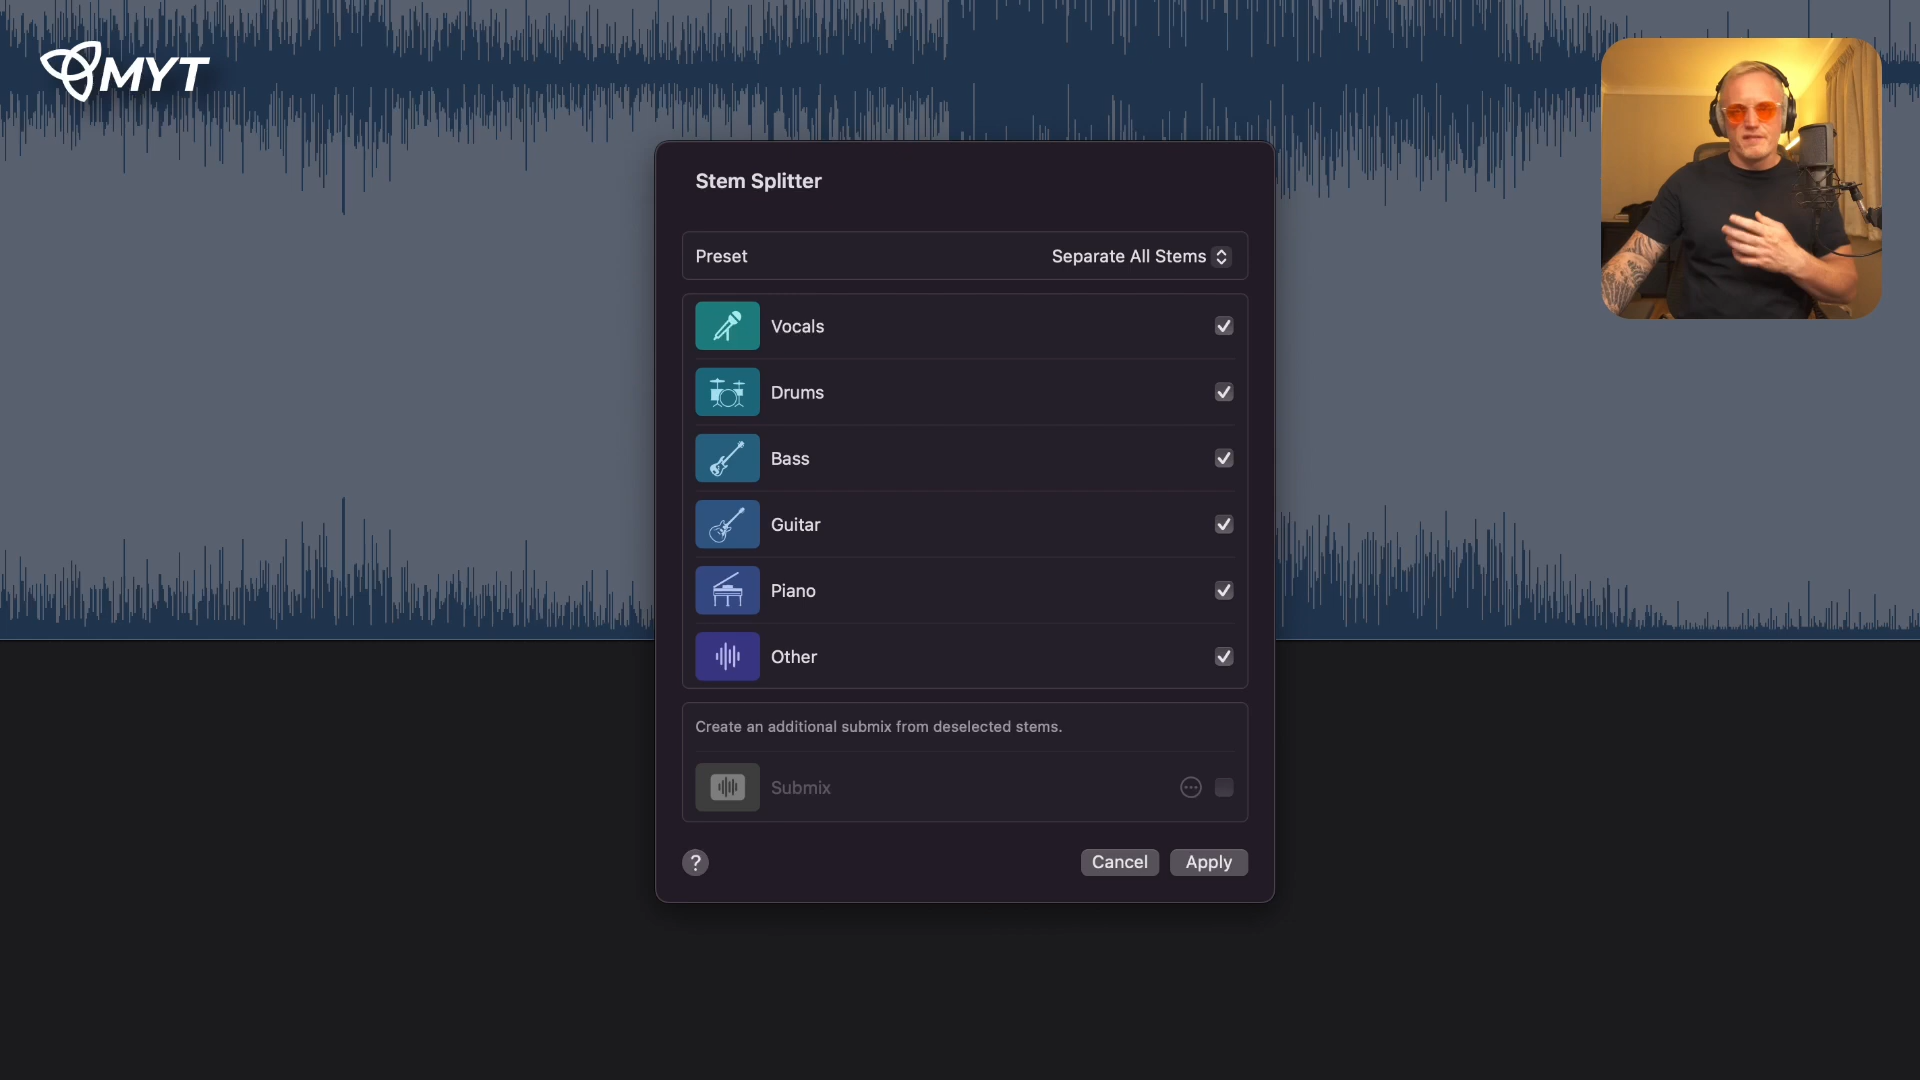 MYT
Stem Splitter
Preset
Separate All Stems
Vocals
Drums
Bass
Guitar
Piano
Other
Create an additional submix from deselected stems.
Submix
?
Cancel
Apply